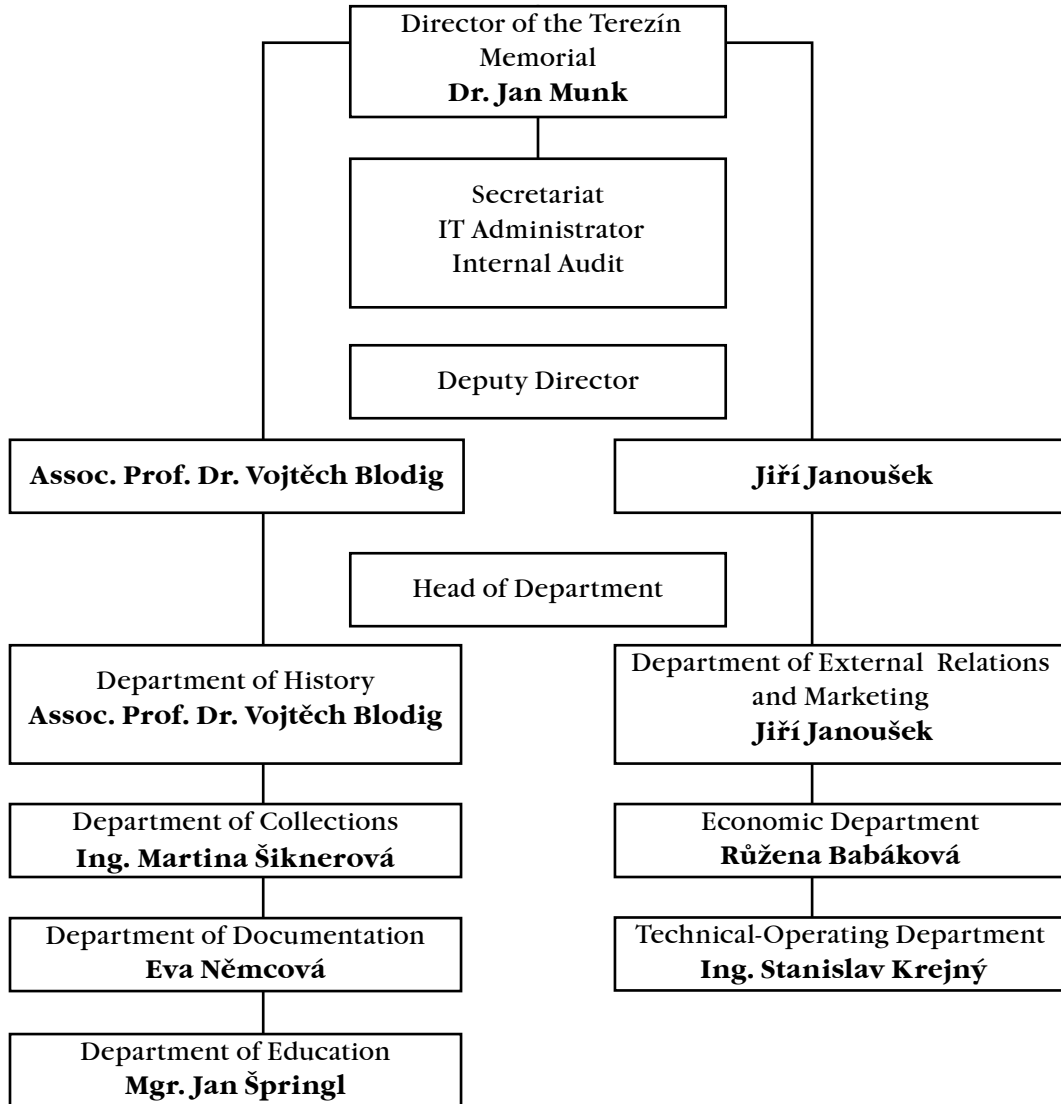 Director of the Terezín
Memorial
Dr. Jan Munk
Secretariat
IT Administrator
Internal Audit
Deputy Director
Assoc. Prof. Dr. Vojtěch Blodig
Jiří Janoušek
Head of Department
Department of History
Assoc. Prof. Dr. Vojtěch Blodig
Department of External Relations
and Marketing
Jiří Janoušek
Department of Collections
Ing. Martina Šiknerová
Economic Department
Růžena Babáková
Department of Documentation
Eva Němcová
Technical-Operating Department
Ing. Stanislav Krejný
Department of Education
Mgr. Jan Špringl